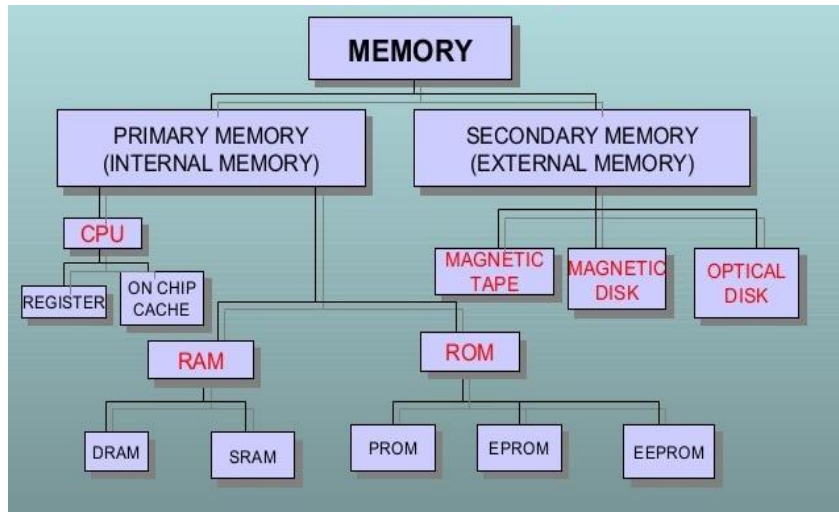 MEMORY
PRIMARY MEMORY
(INTERNAL MEMORY)
SECONDARY MEMORY
(EXTERNAL MEMORY)
CPU
REGISTER
ON CHIP
CACHE
MAGNETIC
TAPE
MAGNETIC
DISK
OPTICAL
DISK
RAM
ROM
DRAM
SRAM
PROM
EPROM
EEPROM